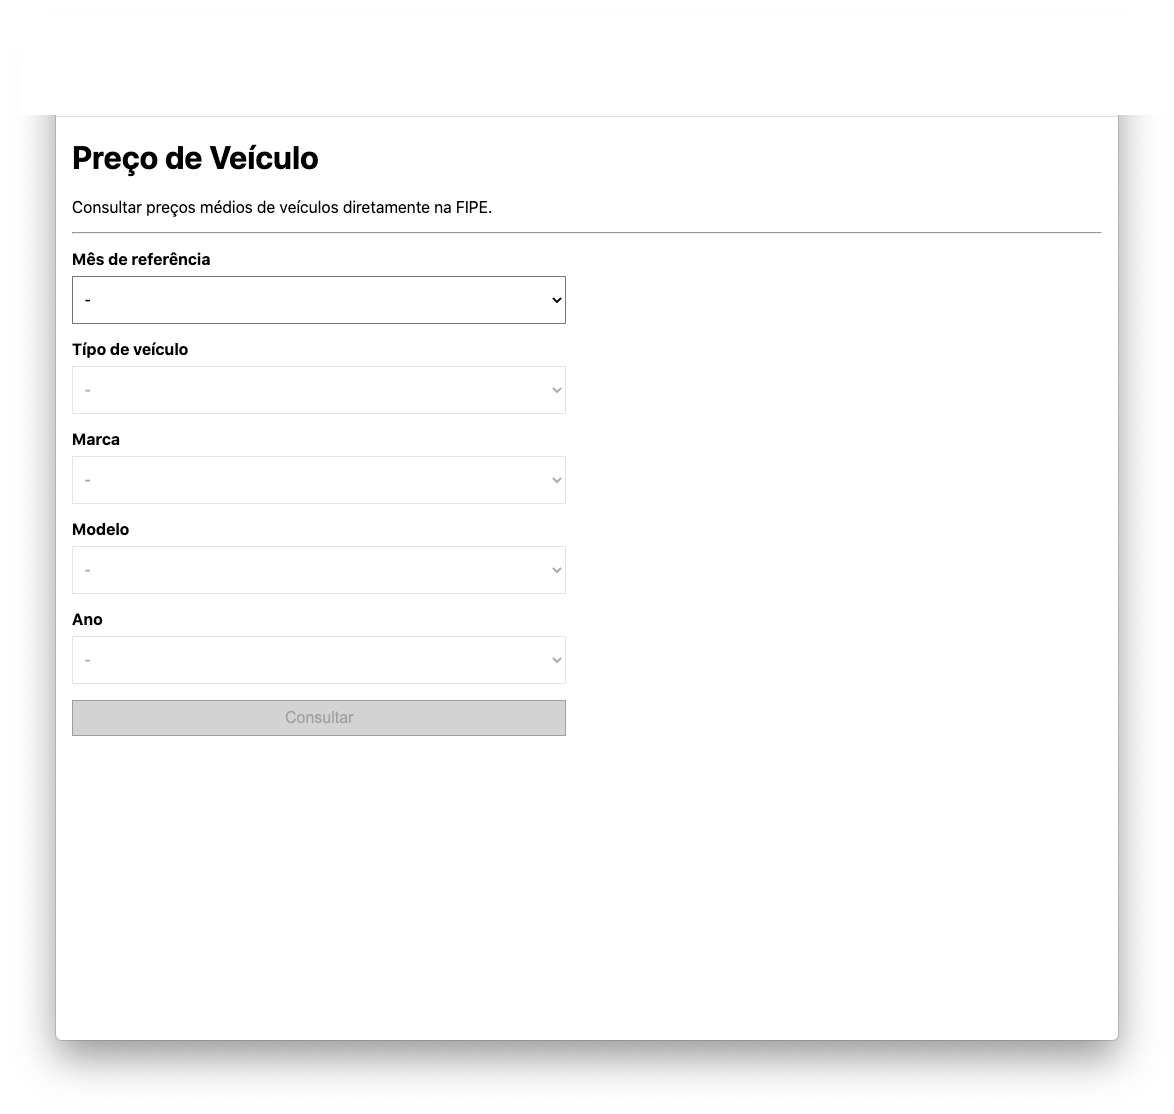 Preço de Veículo
Consultar preços médios de veículos diretamente na FIPE.
Mês de referência
-
Típo de veículo
-
Marca
-
Modelo
-
Ano
-
Consultar